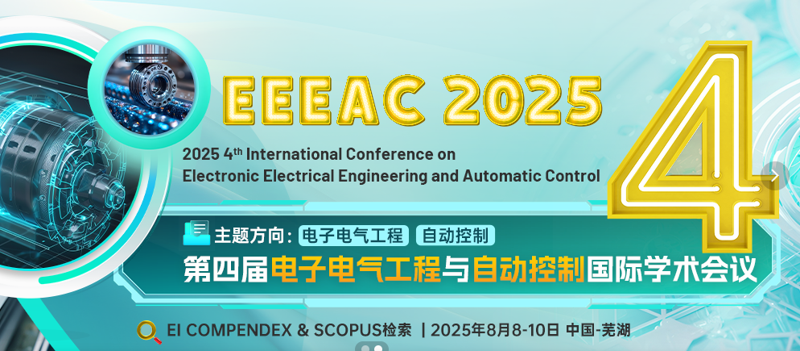 EEEAC 2025
4
2025 4th International Conference on
Electronic Electrical Engineering and Automatic Control
主题方向： 电子电气工程 自动控制
第四届电子电气工程与自动控制国际学术会议
EI COMPENDEX & SCOPUS检索 | 2025年8月8-10日 中国-芜湖